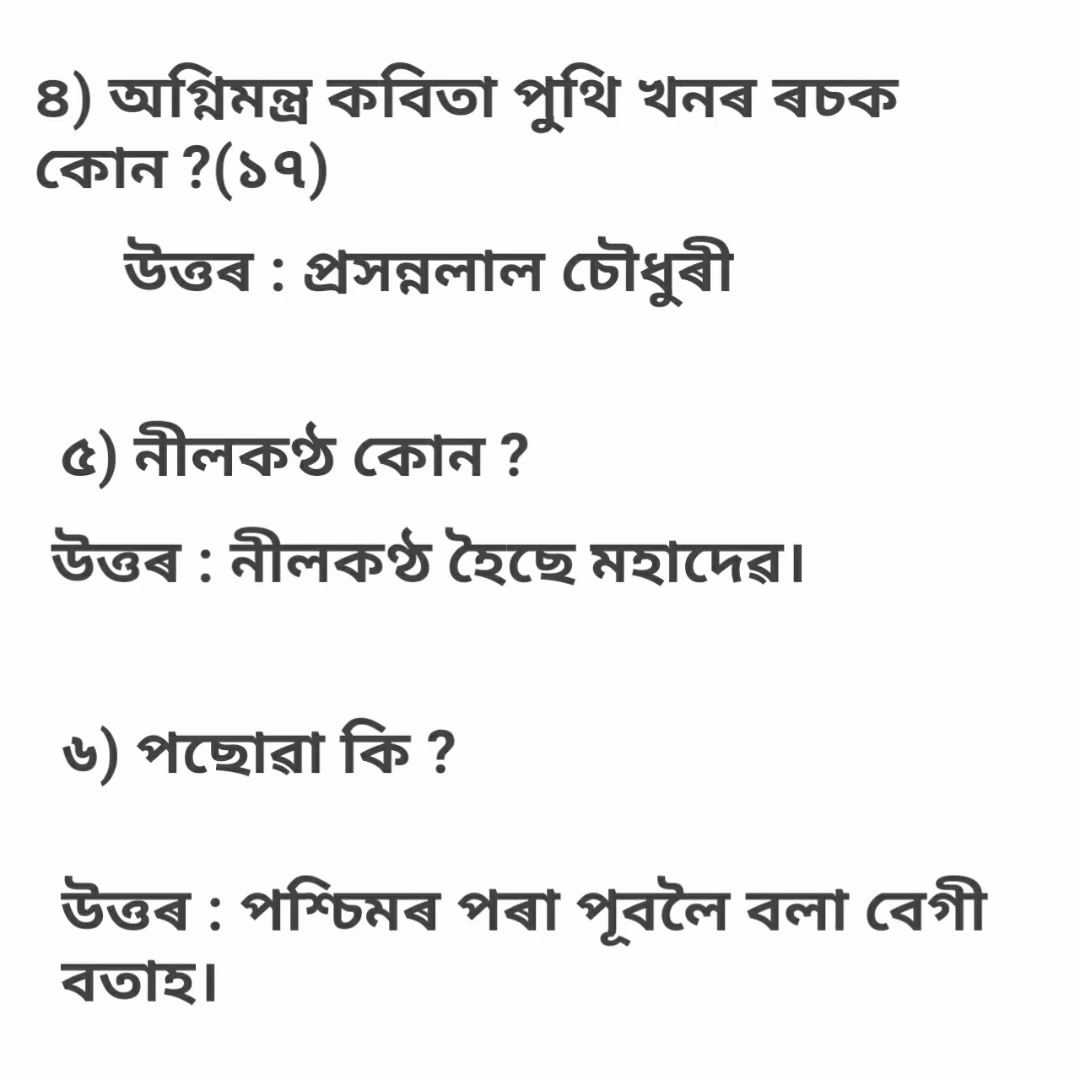 ৪) অগ্নিমন্ত্ৰ কবিতা পুথি খনৰ ৰচক
কোন ?(১৭)
উত্তৰ : প্ৰসন্নলাল চৌধুৰী
৫) নীলকণ্ঠ কোন ?
উত্তৰ : নীলকণ্ঠ হৈছে মহাদেৱ।
৬) পছোৱা কি ?
উত্তৰ : পশ্চিমৰ পৰা পূবলৈ বলা বেগী
বতাহ।